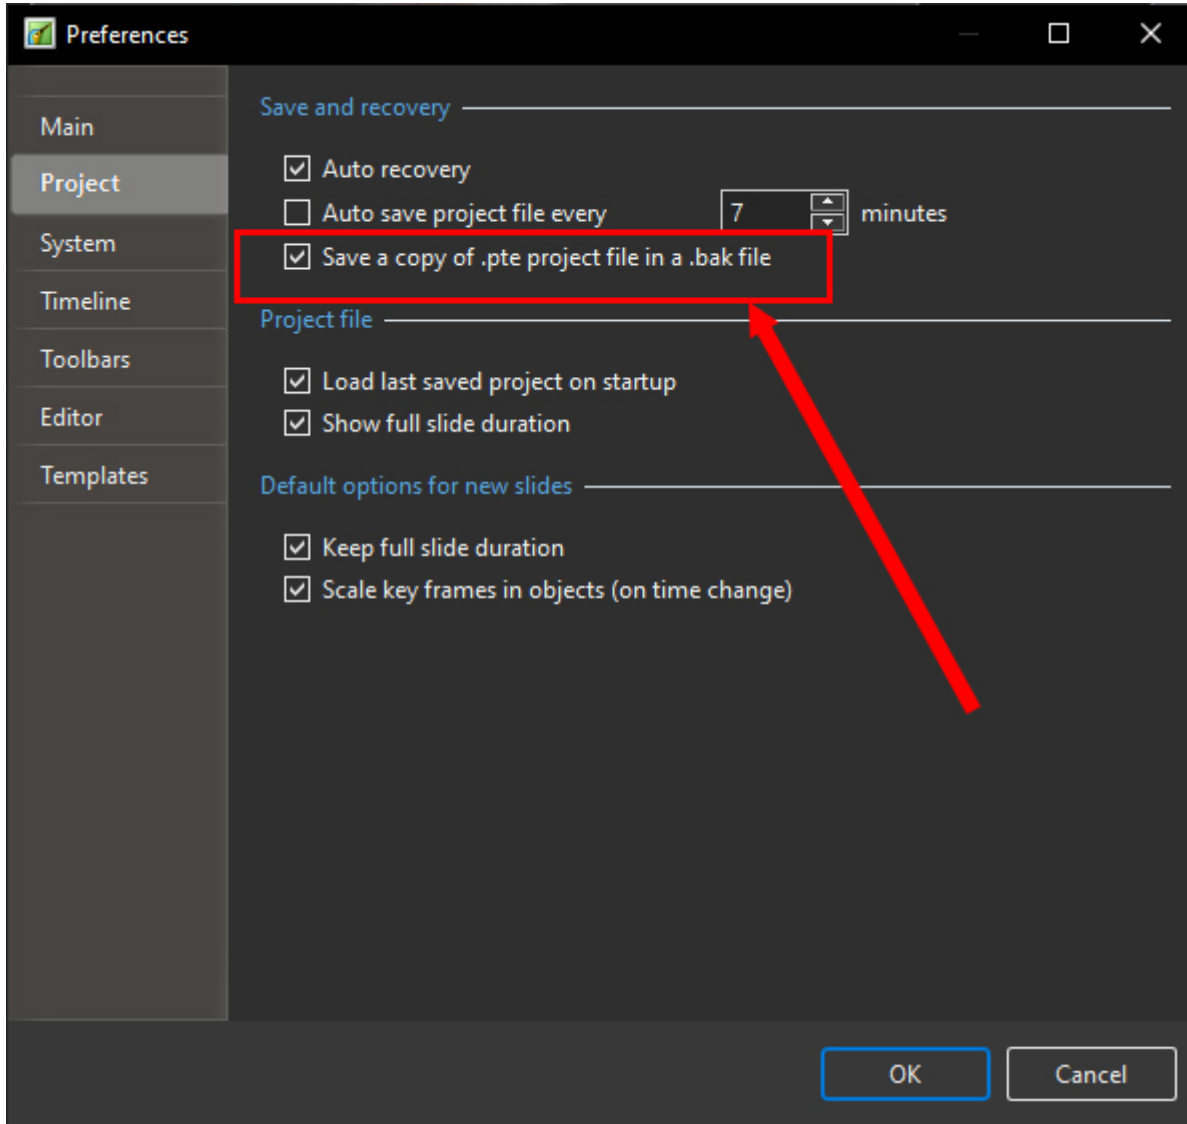 Preferences
Main
Project
System
Timeline
Toolbars
Editor
Templates
Save and recovery
Auto recovery
Auto save project file every 7 minutes
Save a copy of .pte project file in a .bak file
Project file
Load last saved project on startup
Show full slide duration
Default options for new slides
Keep full slide duration
Scale key frames in objects (on time change)
OK Cancel